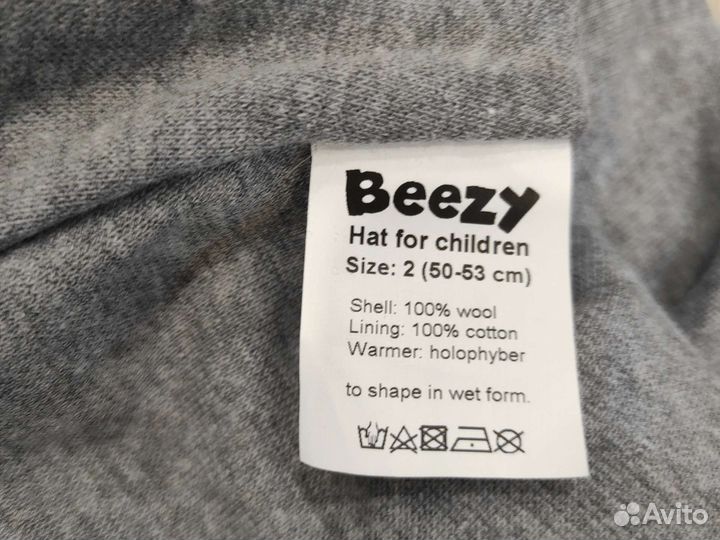 Beezy
Hat for children
Size: 2 (50-53 cm)
Shell: 100% wool
Lining: 100% cotton
Warmer: holophyber
to shape in wet form.
Avito